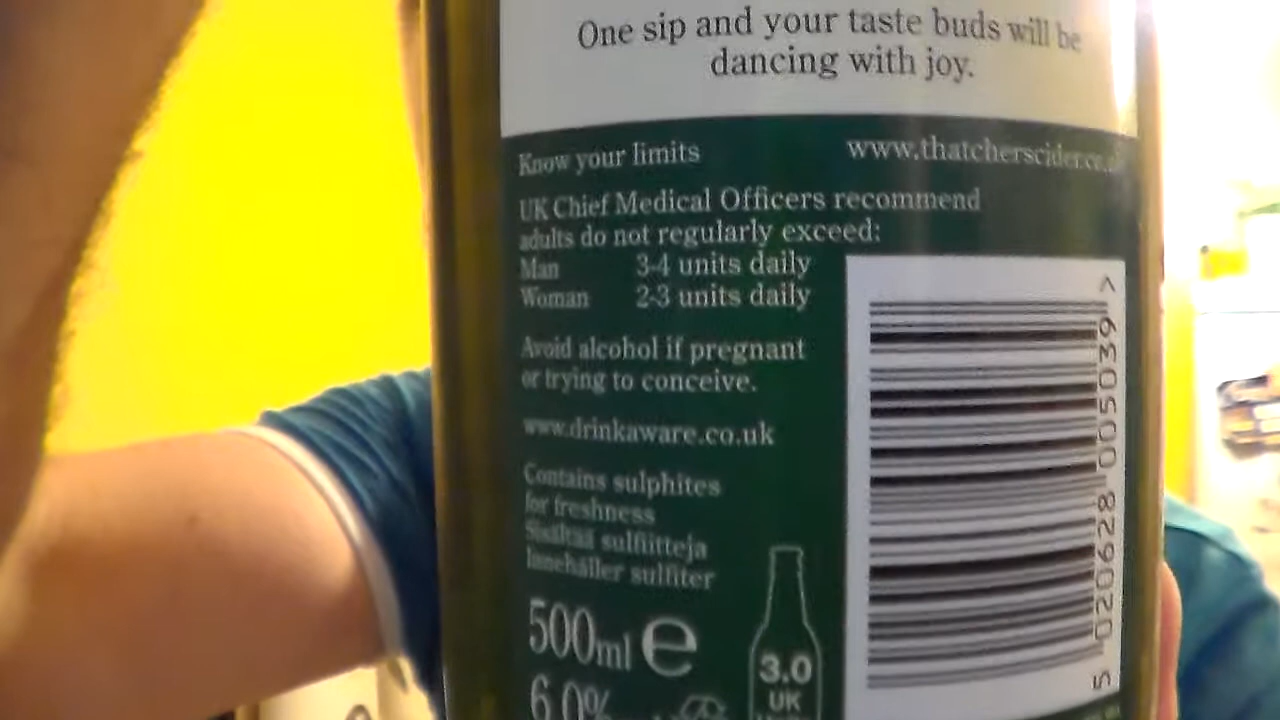 One sip and your taste buds will be
dancing with joy.
Know your limits
www.thatcherscider.co.
UK Chief Medical Officers recommend
adults do not regularly exceed:
Man 3-4 units daily
Woman 2-3 units daily
Avoid alcohol if pregnant
or trying to conceive.
www.drinkaware.co.uk
Contains sulphites
for freshness
Sisältää sulfiitteja
Innehåller sulfiter
500ml e
6.0%
3.0
UK
5 020628 005039 >